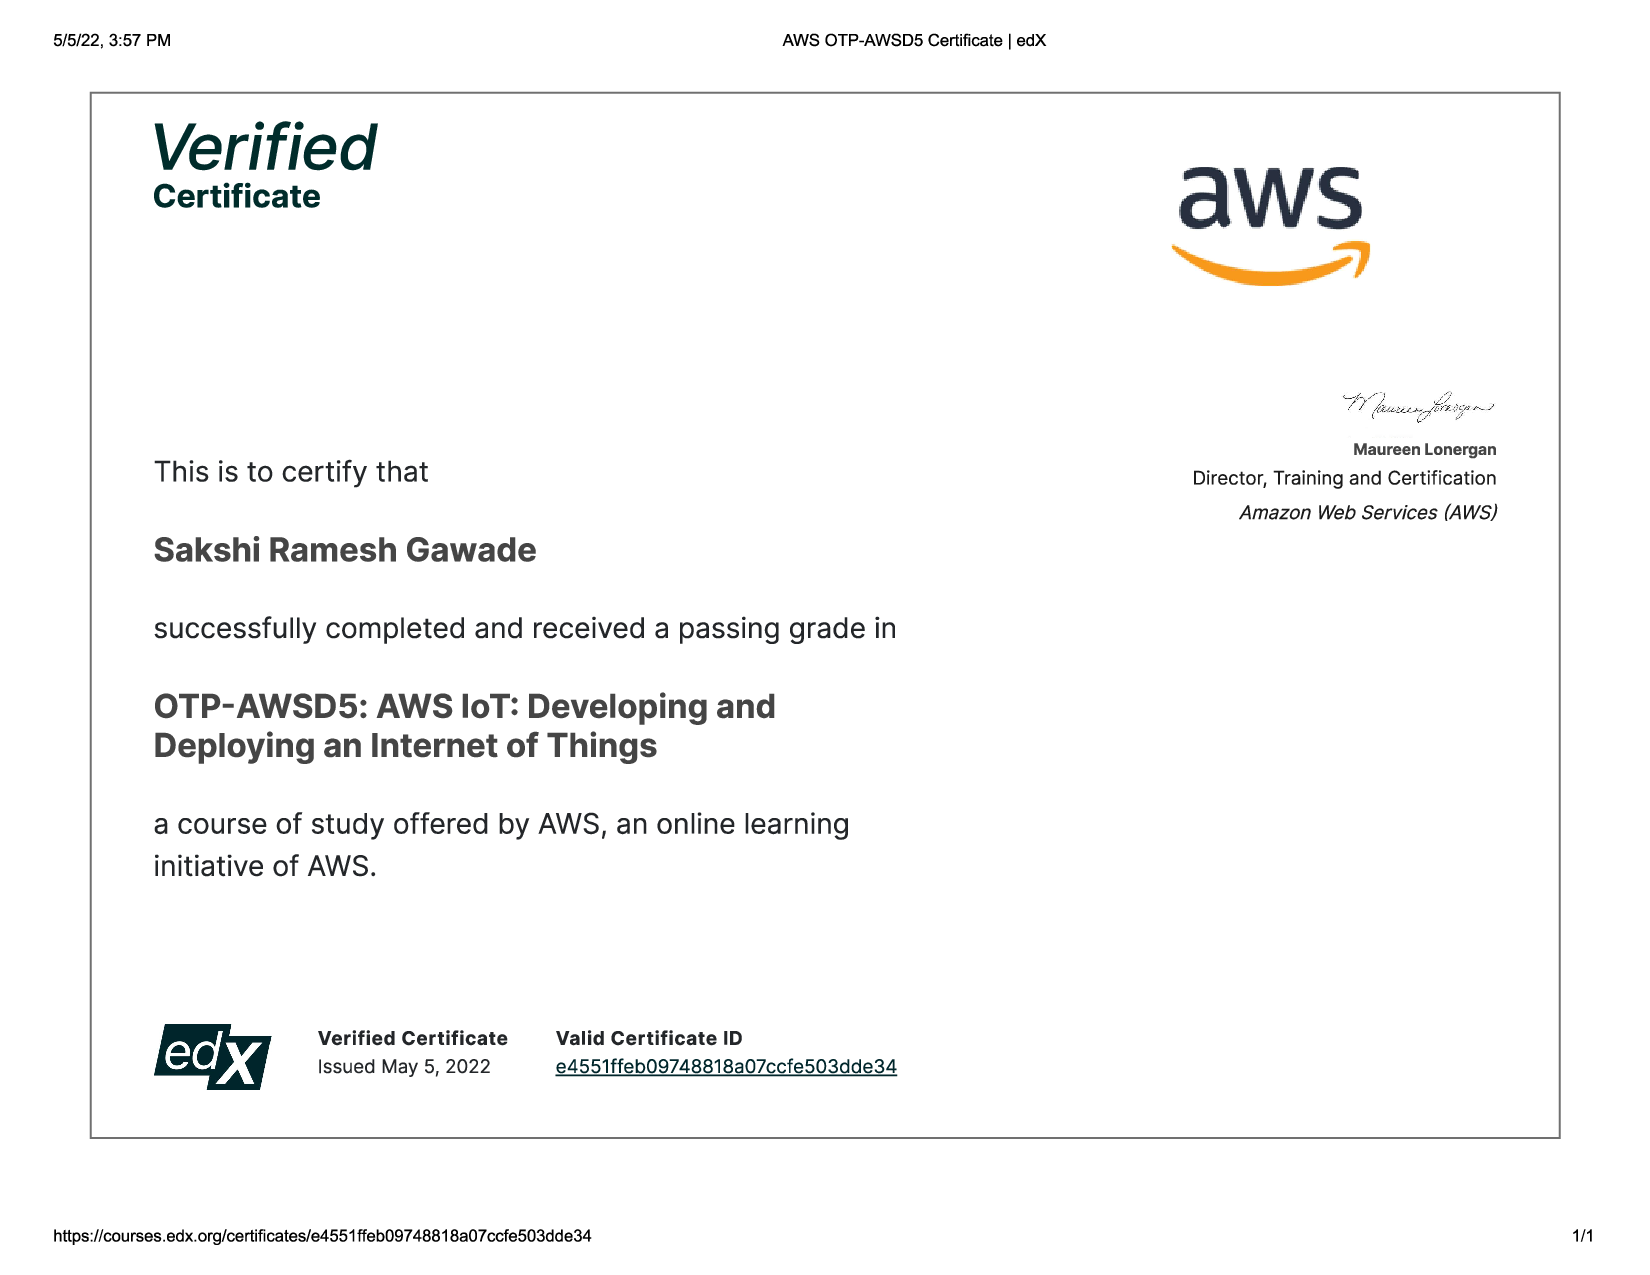 5/5/22, 3:57 PM
AWS OTP-AWSD5 Certificate | edX
Verified
Certificate
aws
Maureen Lonergan
Maureen Lonergan
Director, Training and Certification
Amazon Web Services (AWS)
This is to certify that
Sakshi Ramesh Gawade
successfully completed and received a passing grade in
OTP-AWSD5: AWS IoT: Developing and
Deploying an Internet of Things
a course of study offered by AWS, an online learning
initiative of AWS.
edX
Verified Certificate
Issued May 5, 2022
Valid Certificate ID
e4551ffeb09748818a07ccfe503dde34
https://courses.edx.org/certificates/e4551ffeb09748818a07ccfe503dde34
1/1